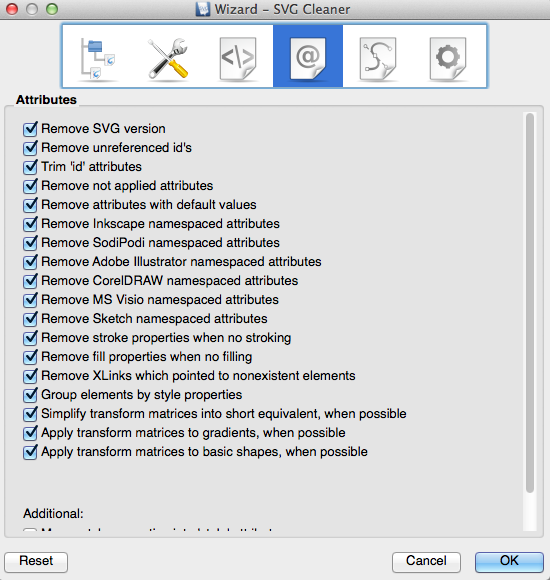 Wizard – SVG Cleaner
Attributes
Remove SVG version
Remove unreferenced id's
Trim 'id' attributes
Remove not applied attributes
Remove attributes with default values
Remove Inkscape namespaced attributes
Remove SodiPodi namespaced attributes
Remove Adobe Illustrator namespaced attributes
Remove CorelDRAW namespaced attributes
Remove MS Visio namespaced attributes
Remove Sketch namespaced attributes
Remove stroke properties when no stroking
Remove fill properties when no filling
Remove XLinks which pointed to nonexistent elements
Group elements by style properties
Simplify transform matrices into short equivalent, when possible
Apply transform matrices to gradients, when possible
Apply transform matrices to basic shapes, when possible
Additional:
Reset
Cancel
OK